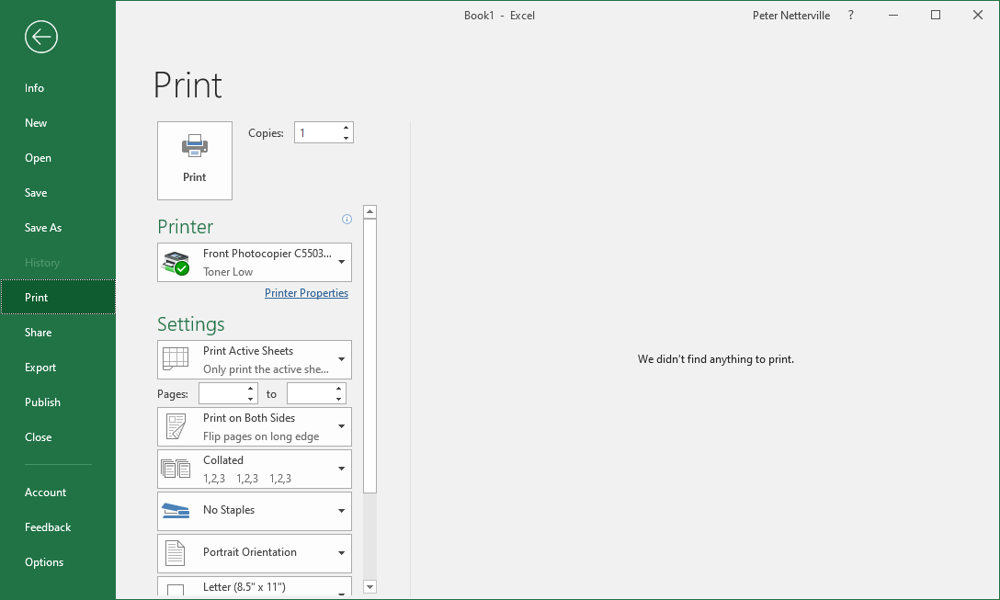 Book1 - Excel
Peter Netterville
?
Info
New
Open
Save
Save As
History
Print
Share
Export
Publish
Close
Account
Feedback
Options
Print
Print
Copies: 1
Printer
Front Photocopier C5503...
Toner Low
Printer Properties
Settings
Print Active Sheets
Only print the active she...
Pages: to
Print on Both Sides
Flip pages on long edge
Collated
1,2,3 1,2,3 1,2,3
No Staples
Portrait Orientation
Letter (8.5" x 11")
We didn't find anything to print.